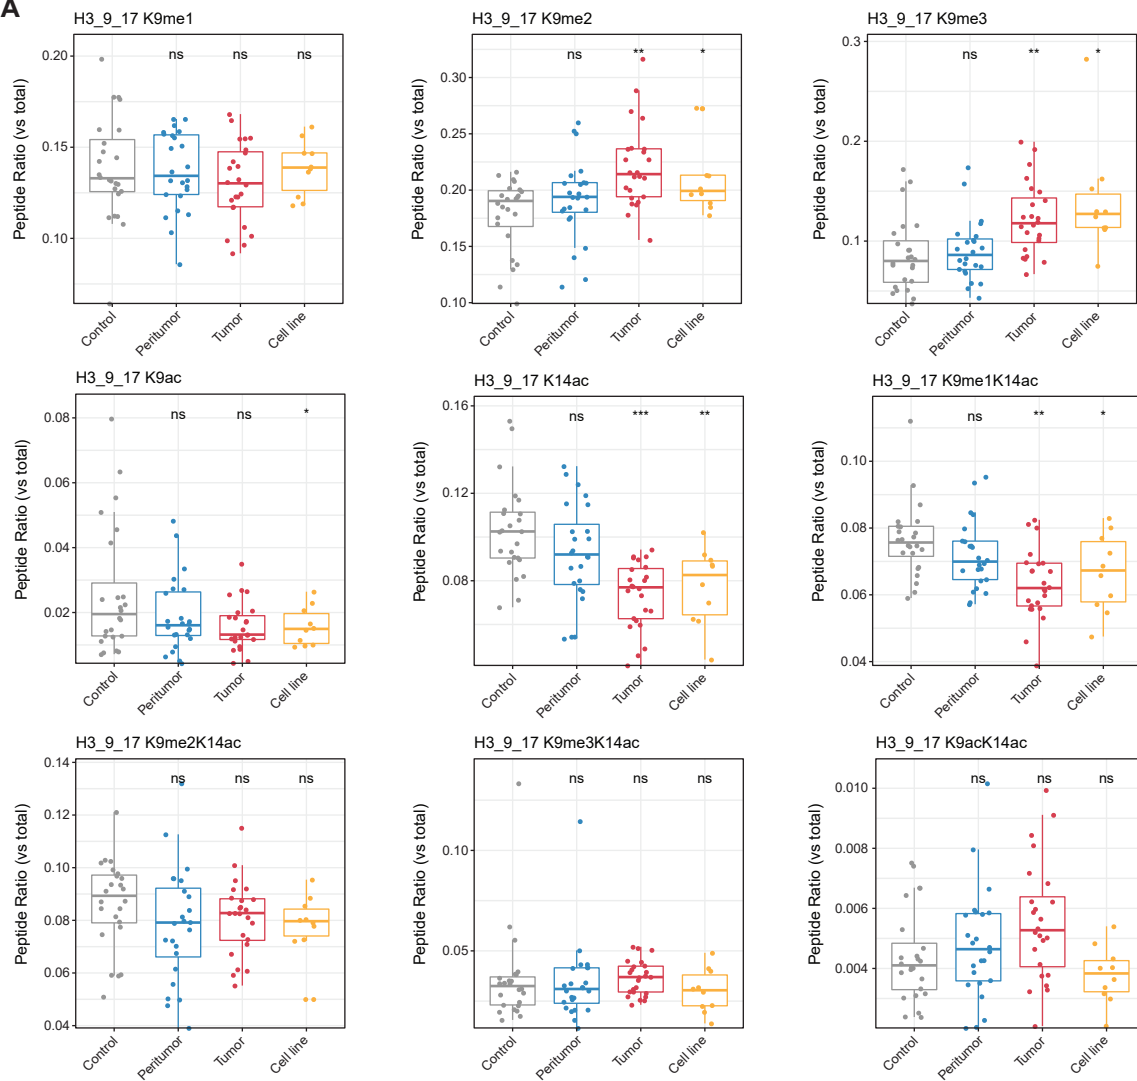 A
H3_9_17 K9me1
H3_9_17 K9me2
H3_9_17 K9me3
Peptide Ratio (vs total)
0.20
0.15
0.10
ns
ns
ns
Control
Peritumor
Tumor
Cell line
Peptide Ratio (vs total)
0.30
0.25
0.20
0.15
0.10
ns
**
*
Control
Peritumor
Tumor
Cell line
Peptide Ratio (vs total)
0.3
0.2
0.1
ns
**
*
Control
Peritumor
Tumor
Cell line
H3_9_17 K9ac
H3_9_17 K14ac
H3_9_17 K9me1K14ac
Peptide Ratio (vs total)
0.08
0.06
0.04
0.02
ns
ns
*
Control
Peritumor
Tumor
Cell line
Peptide Ratio (vs total)
0.16
0.12
0.08
ns
***
**
Control
Peritumor
Tumor
Cell line
Peptide Ratio (vs total)
0.10
0.08
0.06
0.04
ns
**
*
Control
Peritumor
Tumor
Cell line
H3_9_17 K9me2K14ac
H3_9_17 K9me3K14ac
H3_9_17 K9acK14ac
Peptide Ratio (vs total)
0.14
0.12
0.10
0.08
0.06
0.04
ns
ns
ns
Control
Peritumor
Tumor
Cell line
Peptide Ratio (vs total)
0.10
0.05
ns
ns
ns
Control
Peritumor
Tumor
Cell line
Peptide Ratio (vs total)
0.010
0.008
0.006
0.004
ns
ns
ns
Control
Peritumor
Tumor
Cell line